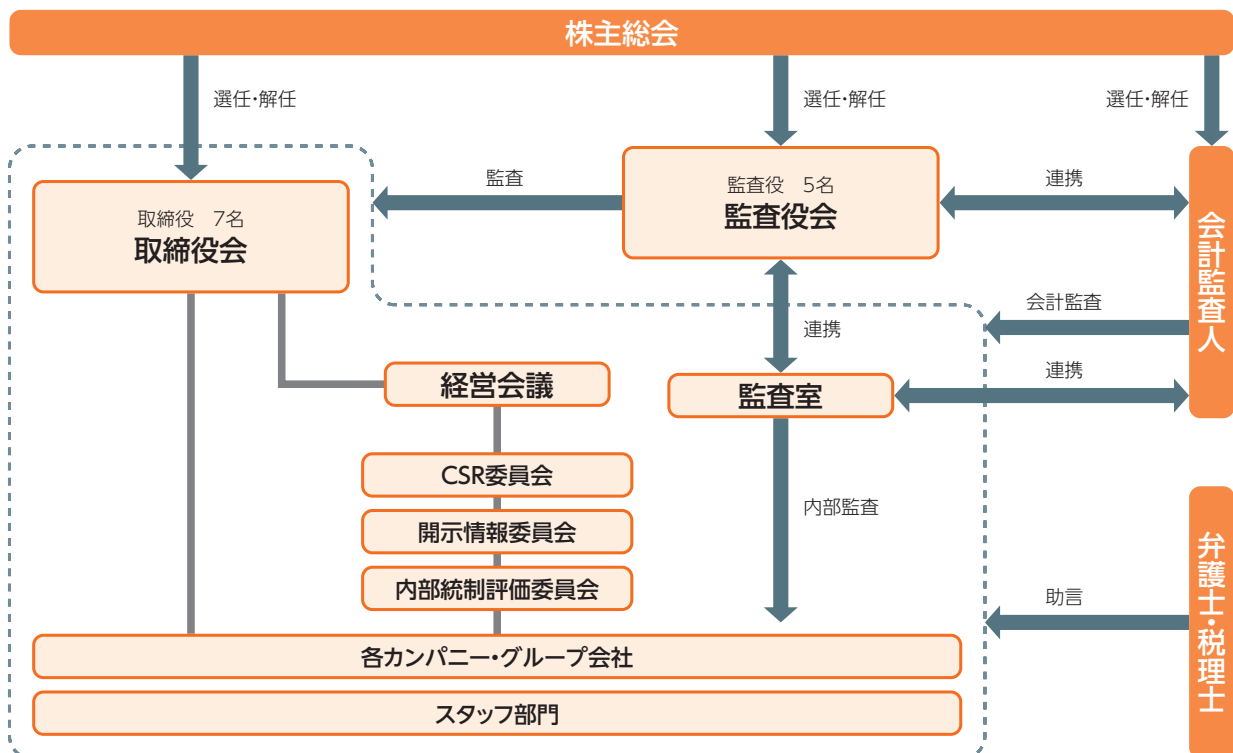 株主総会
選任・解任
選任・解任
選任・解任
取締役　7名
取締役会
監査
監査役　5名
監査役会
連携
会計監査人
連携
会計監査
経営会議
監査室
連携
CSR委員会
開示情報委員会
内部統制評価委員会
内部監査
弁護士・税理士
助言
各カンパニー・グループ会社
スタッフ部門